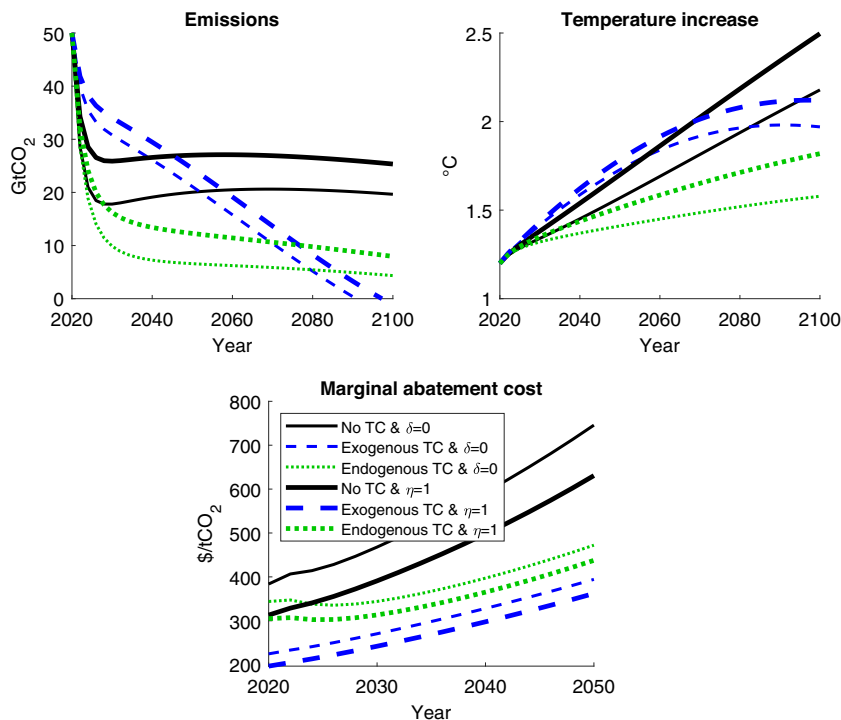 Emissions
50
40
30
20
10
0
GtCO2
2020 2040 2060 2080 2100
Year
Temperature increase
2.5
2
1.5
1
°C
2020 2040 2060 2080 2100
Year
Marginal abatement cost
800
700
600
500
400
300
200
$/tCO2
No TC & δ=0
Exogenous TC & δ=0
Endogenous TC & δ=0
No TC & η=1
Exogenous TC & η=1
Endogenous TC & η=1
2020 2030 2040 2050
Year